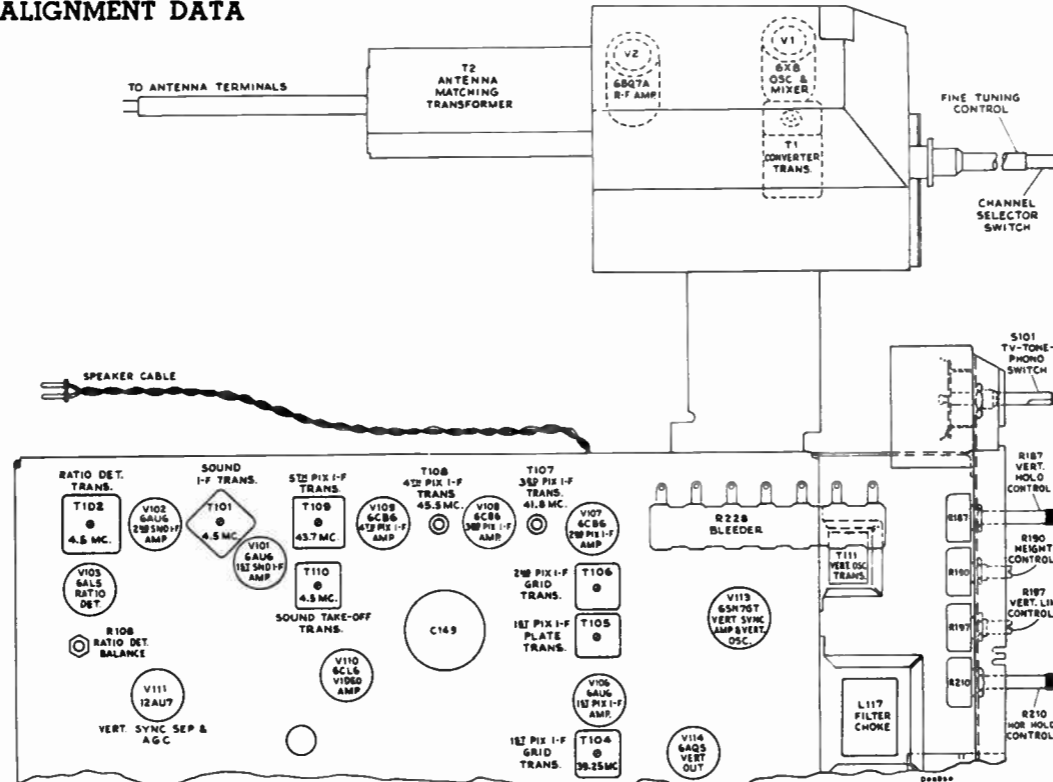 ALIGNMENT DATA
TO ANTENNA TERMINALS
T2
ANTENNA
MATCHING
TRANSFORMER
V2
6BQ7A
R-F AMP.
V1
6X8
OSC &
MIXER
T1
CONVERTER
TRANS.
FINE TUNING
CONTROL
CHANNEL
SELECTOR
SWITCH
SPEAKER CABLE
S101
TV-TONE-
PHONO
SWITCH
RATIO DET.
TRANS.
T102
4.5 MC.
V102
6AU6
2ND SND I-F
AMP
SOUND
I-F TRANS.
T101
4.5 MC.
V101
6AU6
1ST SND I-F
AMP
5TH PIX I-F
TRANS.
T109
43.7 MC.
V109
6CB6
4TH PIX I-F
AMP
T108
4TH PIX I-F
TRANS
45.5 MC.
V108
6CB6
3RD PIX I-F
AMP.
T107
3RD PIX I-F
TRANS.
41.8 MC.
V107
6CB6
2ND PIX I-F
AMP.
R228
BLEEDER
T111
VERT. OSC.
TRANS.
R187
R187
VERT.
HOLD
CONTROL
R190
R190
HEIGHT
CONTROL
R197
R197
VERT. LIN
CONTROL
R210
R210
HOR HOLD
CONTROL
V103
6AL5
RATIO
DET.
T110
4.5 MC.
SOUND TAKE-OFF
TRANS.
R108
RATIO DET.
BALANCE
C149
2ND PIX I-F
GRID
TRANS.
T106
1ST PIX I-F
PLATE
TRANS.
T105
V113
6SN7GT
VERT SYNC
AMP & VERT.
OSC.
V110
6CL6
VIDEO
AMP
V111
12AU7
VERT. SYNC SEP &
AGC
V106
6AU6
1ST PIX I-F
AMP.
1ST PIX I-F
GRID
TRANS.
T104
39.25 MC
V114
6AQ5
VERT
OUT
L117
FILTER
CHOKE